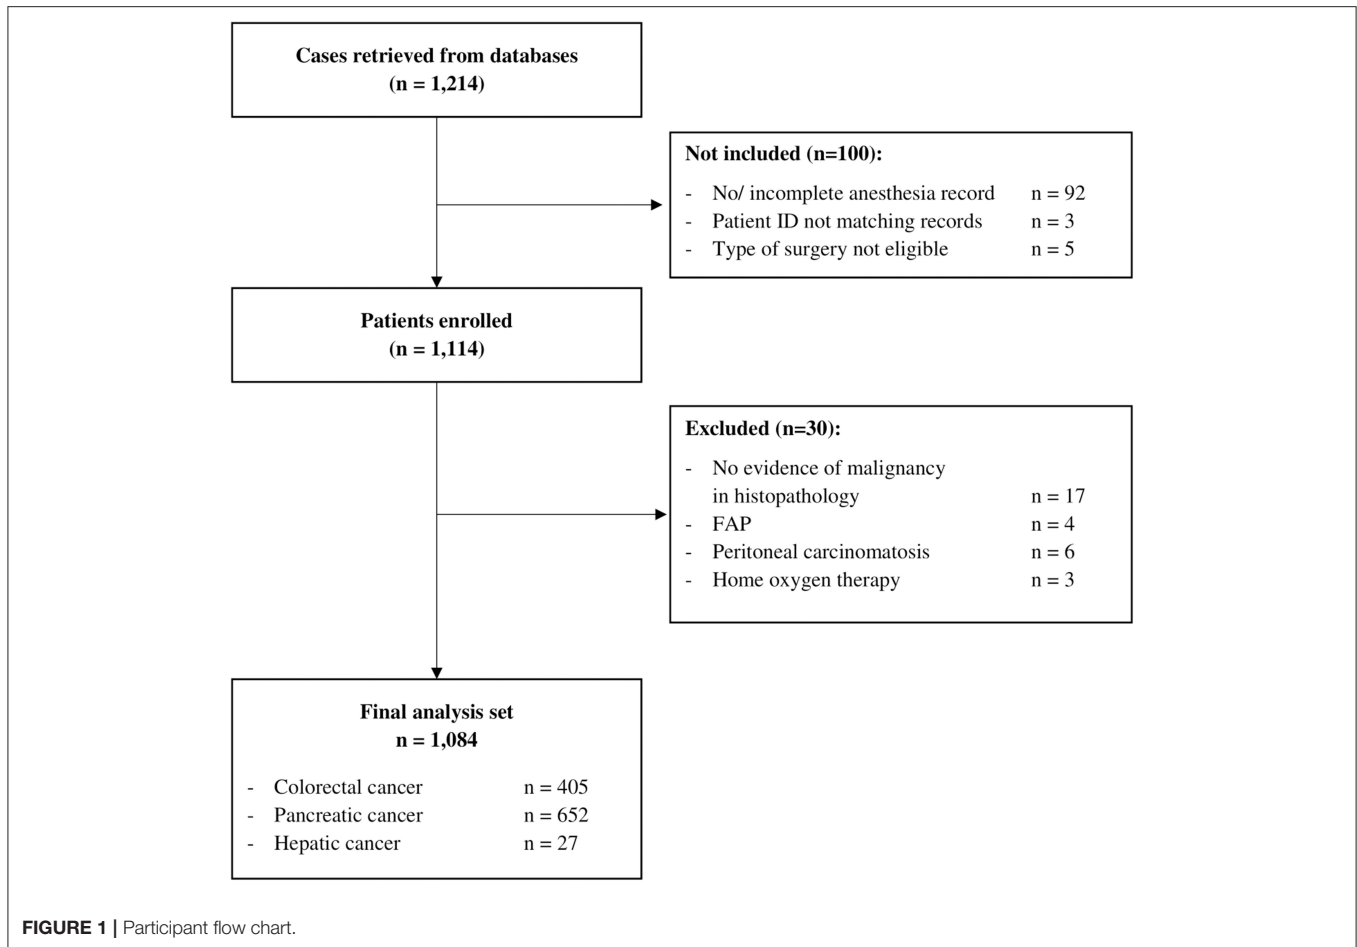 Cases retrieved from databases
(n = 1,214)
Not included (n=100):
- No/ incomplete anesthesia record n = 92
- Patient ID not matching records n = 3
- Type of surgery not eligible n = 5
Patients enrolled
(n = 1,114)
Excluded (n=30):
- No evidence of malignancy
in histopathology n = 17
- FAP n = 4
- Peritoneal carcinomatosis n = 6
- Home oxygen therapy n = 3
Final analysis set
n = 1,084
- Colorectal cancer n = 405
- Pancreatic cancer n = 652
- Hepatic cancer n = 27
FIGURE 1 | Participant flow chart.